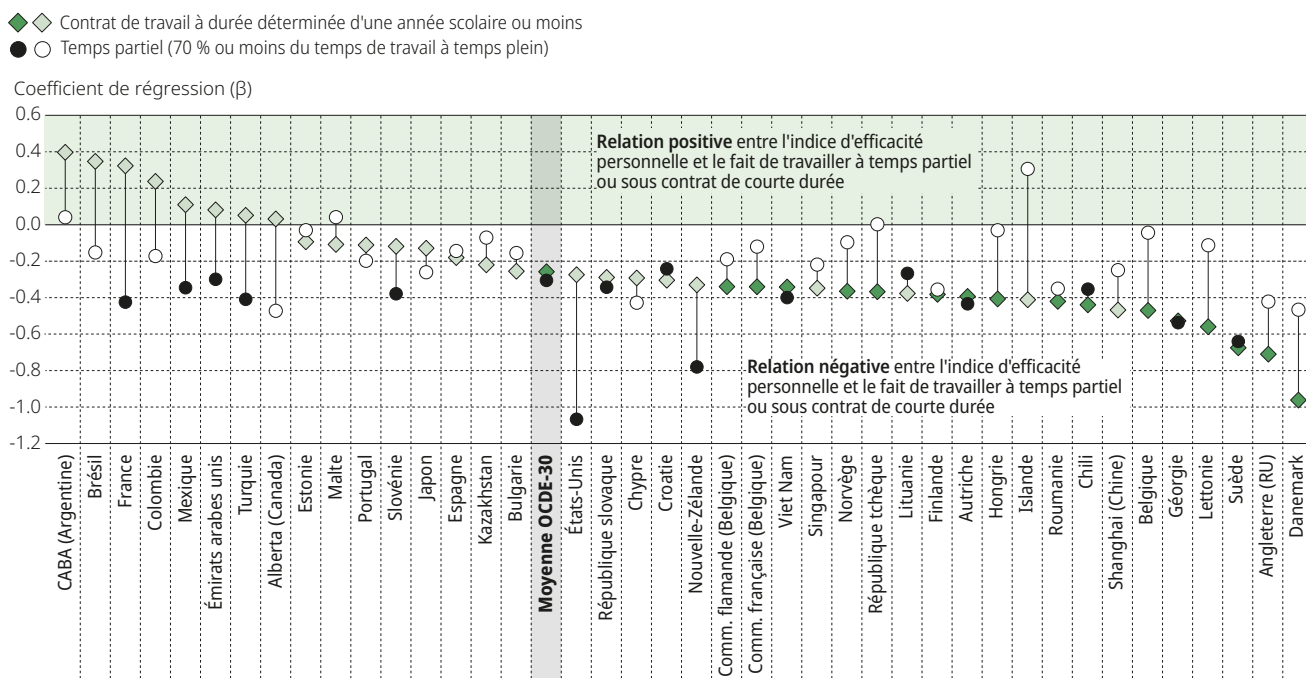 Contrat de travail à durée déterminée d'une année scolaire ou moins
Temps partiel (70 % ou moins du temps de travail à temps plein)
Coefficient de régression (β)
0.6
0.4
0.2
0.0
-0.2
-0.4
-0.6
-0.8
-1.0
-1.2
Relation positive entre l'indice d'efficacité
personnelle et le fait de travailler à temps partiel
ou sous contrat de courte durée
Relation négative entre l'indice d'efficacité
personnelle et le fait de travailler à temps partiel
ou sous contrat de courte durée
CABA (Argentine)
Brésil
France
Colombie
Mexique
Émirats arabes unis
Turquie
Alberta (Canada)
Estonie
Malte
Portugal
Slovénie
Japon
Espagne
Kazakhstan
Bulgarie
Moyenne OCDE-30
États-Unis
République slovaque
Chypre
Croatie
Nouvelle-Zélande
Comm. flamande (Belgique)
Comm. française (Belgique)
Viet Nam
Singapour
Norvège
République tchèque
Lituanie
Finlande
Autriche
Hongrie
Islande
Roumanie
Chili
Shanghai (Chine)
Belgique
Géorgie
Lettonie
Suède
Angleterre (RU)
Danemark